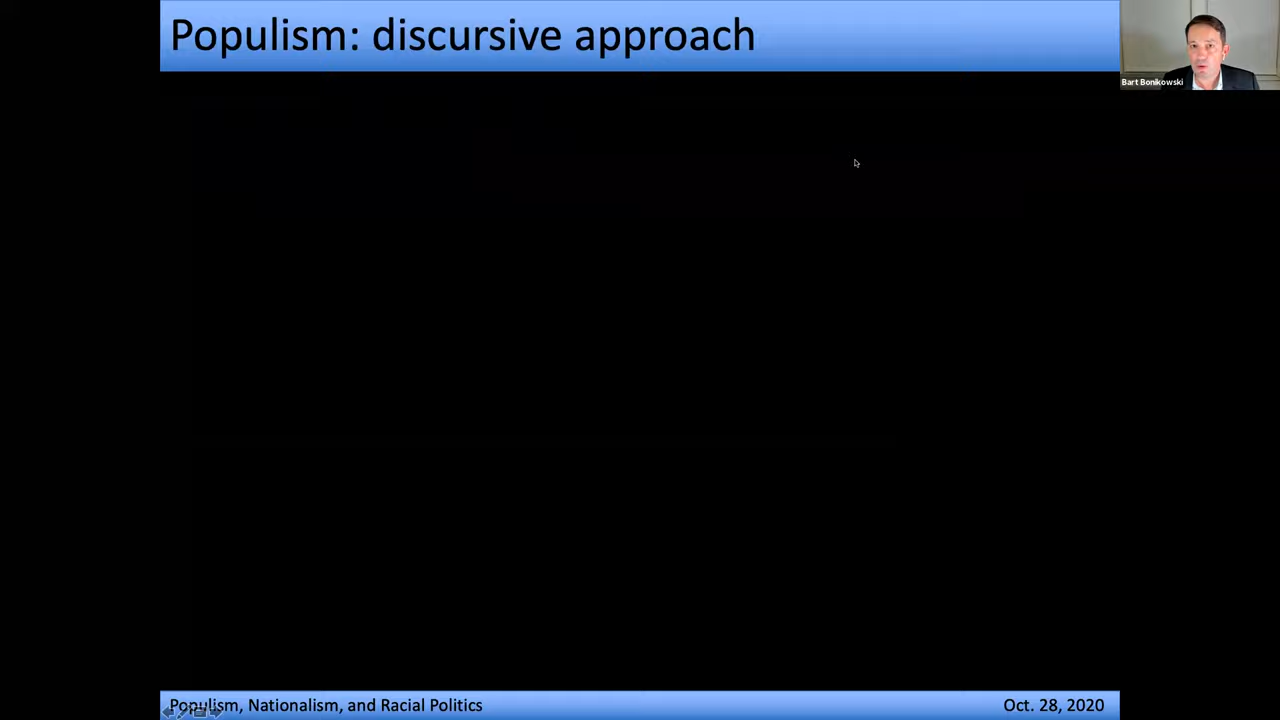 Populism: discursive approach
Bart Bonikowski
Populism, Nationalism, and Racial Politics
Oct. 28, 2020